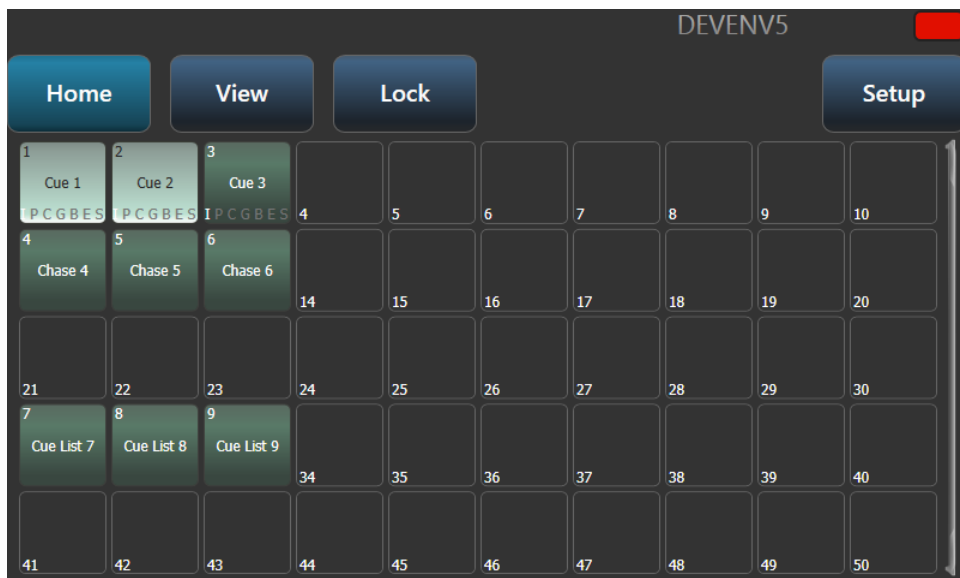 DEVENV5
Home View Lock Setup
1 2 3
Cue 1 Cue 2 Cue 3
I P C G B E S I P C G B E S I P C G B E S 4 5 6 7 8 9 10
4 5 6
Chase 4 Chase 5 Chase 6
14 15 16 17 18 19 20
21 22 23 24 25 26 27 28 29 30
7 8 9
Cue List 7 Cue List 8 Cue List 9
34 35 36 37 38 39 40
41 42 43 44 45 46 47 48 49 50